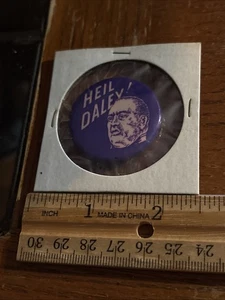 HEIL
DALEY!
INCH 1 MADE IN CHINA 2
30 29 28 27 26 25 24